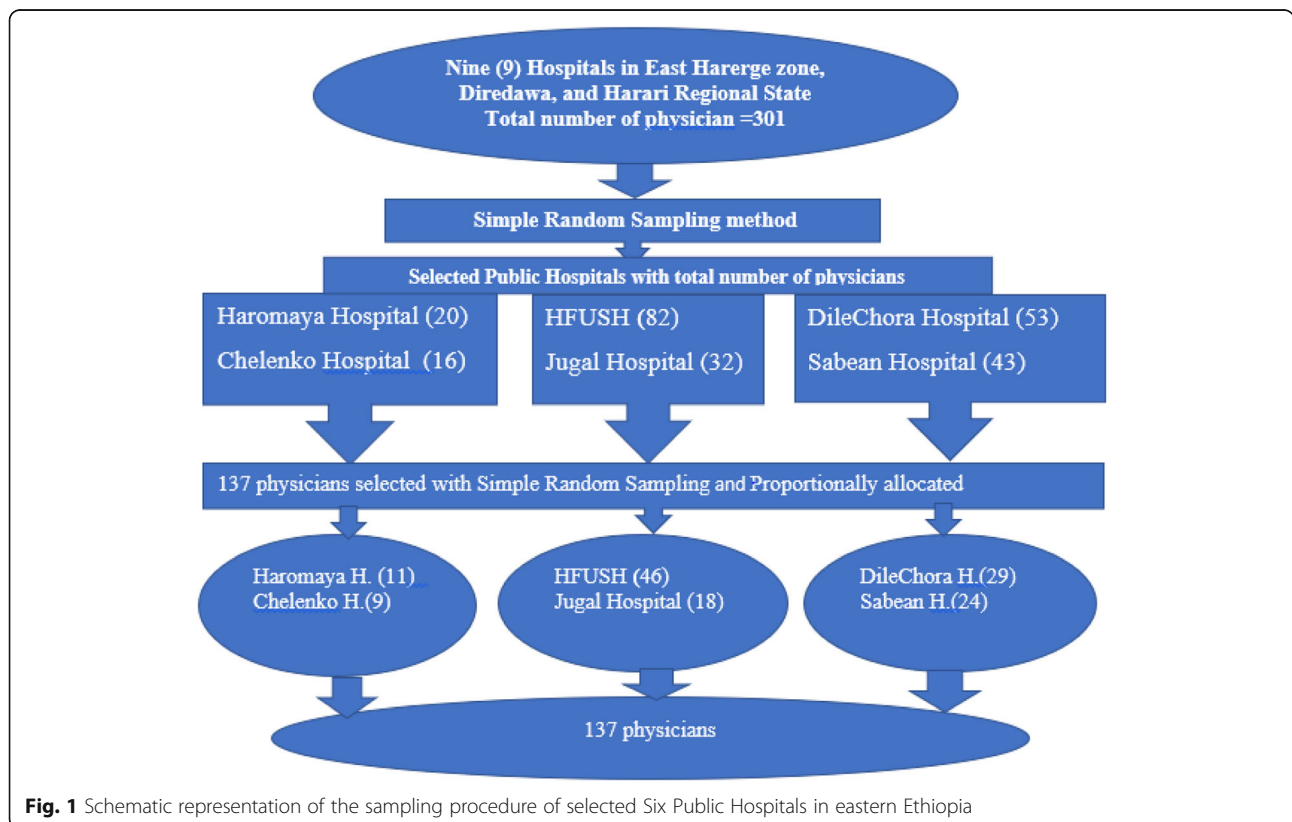 Nine (9) Hospitals in East Harerge zone,
Diredawa, and Harari Regional State
Total number of physician =301
Simple Random Sampling method
Selected Public Hospitals with total number of physicians
Haromaya Hospital (20)
Chelenko Hospital (16)
HFUSH (82)
Jugal Hospital (32)
DileChora Hospital (53)
Sabean Hospital (43)
137 physicians selected with Simple Random Sampling and Proportionally allocated
Haromaya H. (11)
Chelenko H.(9)
HFUSH (46)
Jugal Hospital (18)
DileChora H.(29)
Sabean H.(24)
137 physicians
Fig. 1 Schematic representation of the sampling procedure of selected Six Public Hospitals in eastern Ethiopia